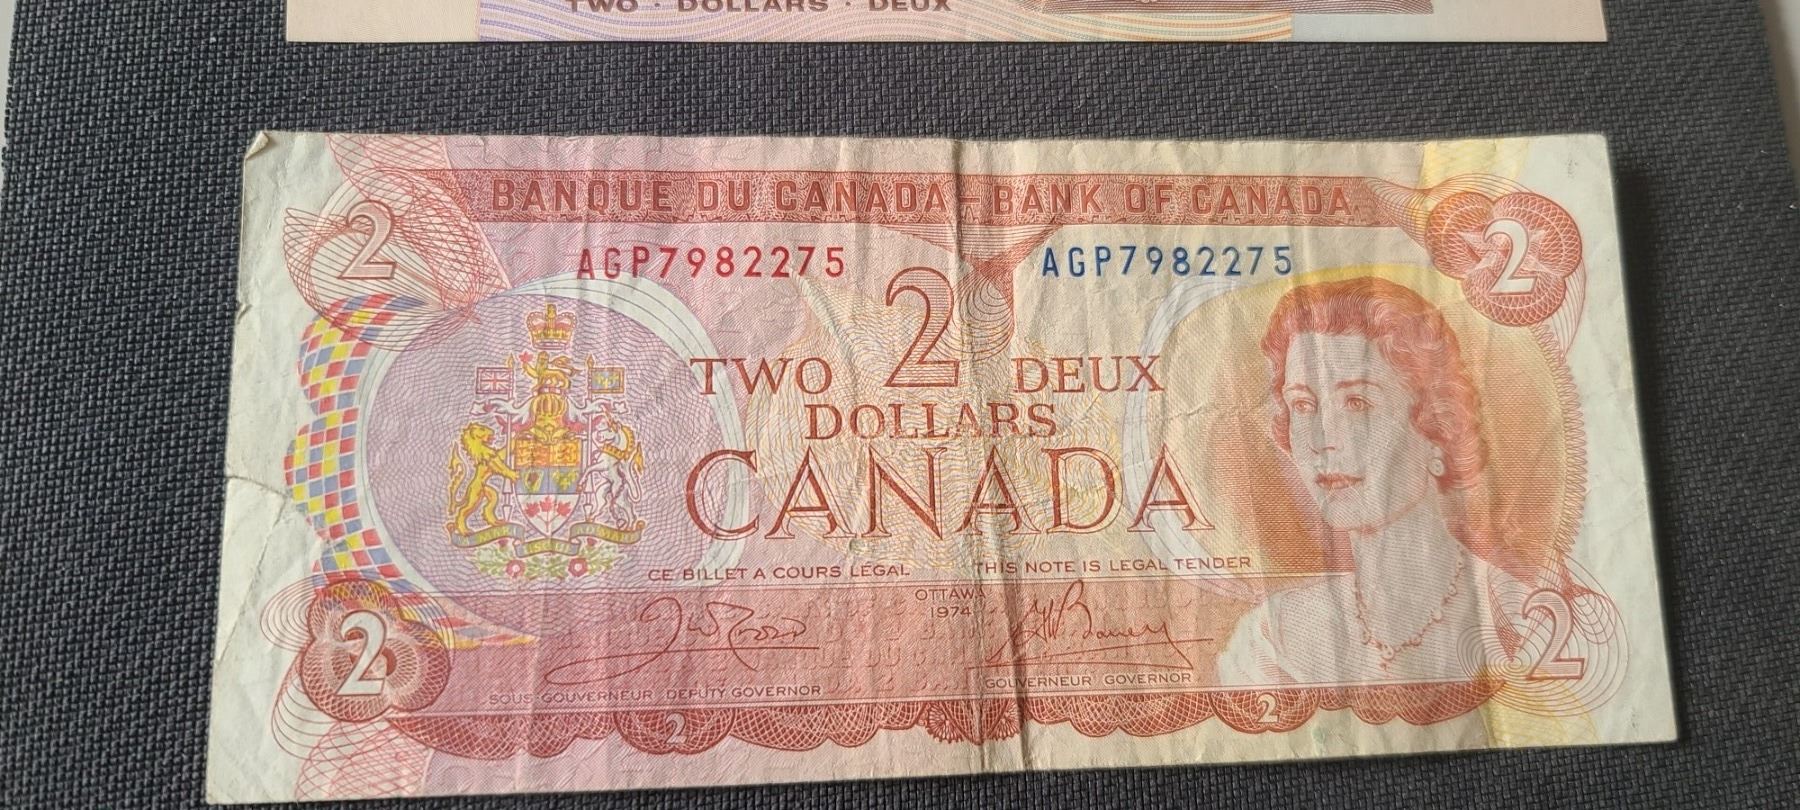 TWO · DOLLARS · DEUX
BANQUE DU CANADA–BANK OF CANADA
2
2
AGP7982275
AGP7982275
2
TWO
DEUX
DOLLARS
CANADA
CE BILLET A COURS LÉGAL
THIS NOTE IS LEGAL TENDER
OTTAWA
1974
SOUS-GOUVERNEUR DEPUTY GOVERNOR
GOUVERNEUR GOVERNOR
2
2
2
2